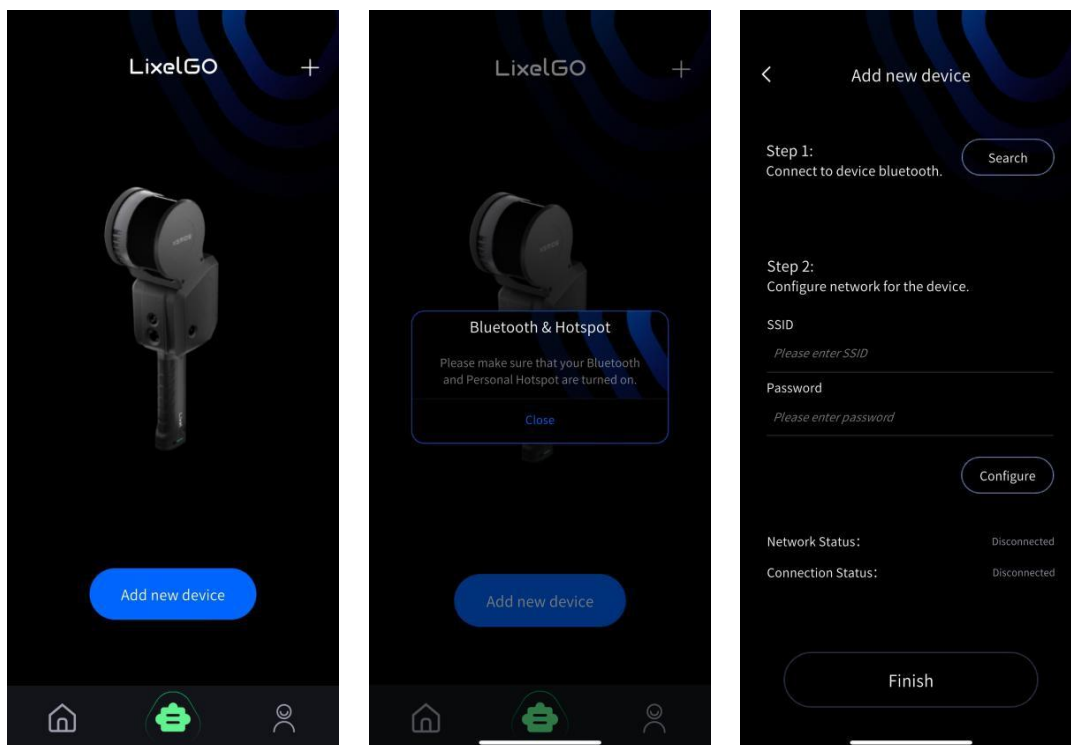 LixelGO
Add new device
LixelGO
Bluetooth & Hotspot
Please make sure that your Bluetooth
and Personal Hotspot are turned on.
Close
Add new device
Add new device
Step 1:
Connect to device bluetooth.
Search
Step 2:
Configure network for the device.
SSID
Please enter SSID
Password
Please enter password
Configure
Network Status:
Disconnected
Connection Status:
Disconnected
Finish